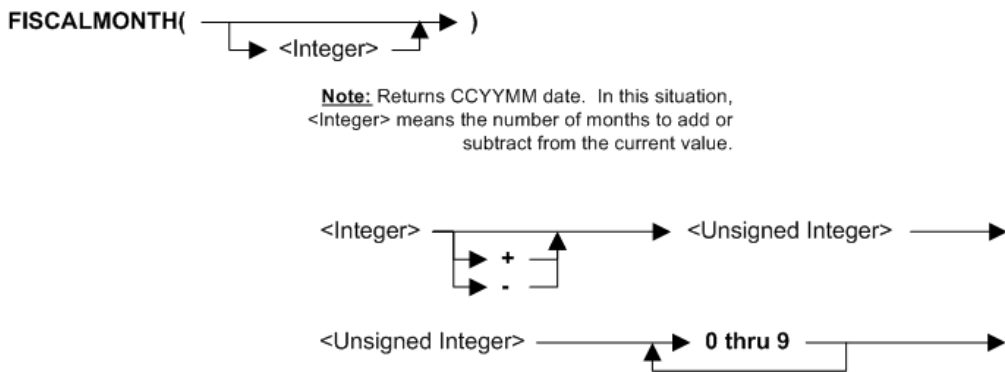 FISCALMONTH( )
<Integer>
Note: Returns CCYYMM date. In this situation,
<Integer> means the number of months to add or
subtract from the current value.
<Integer> <Unsigned Integer>
+
-
<Unsigned Integer> 0 thru 9